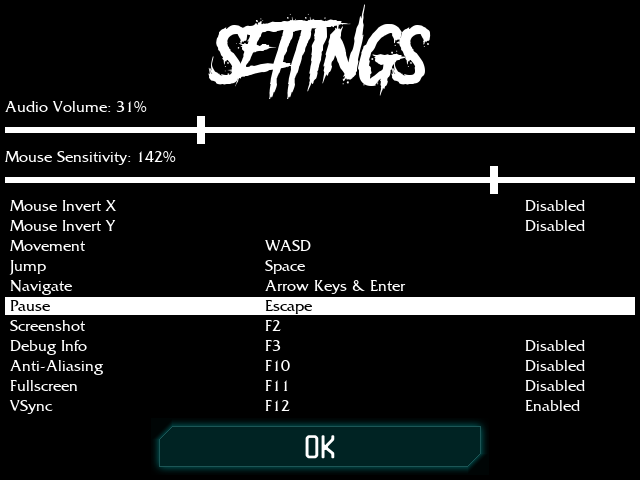 SETTINGS
Audio Volume: 31%
Mouse Sensitivity: 142%
Mouse Invert X Disabled
Mouse Invert Y Disabled
Movement WASD
Jump Space
Navigate Arrow Keys & Enter
Pause Escape
Screenshot F2
Debug Info F3 Disabled
Anti-Aliasing F10 Disabled
Fullscreen F11 Disabled
VSync F12 Enabled
OK